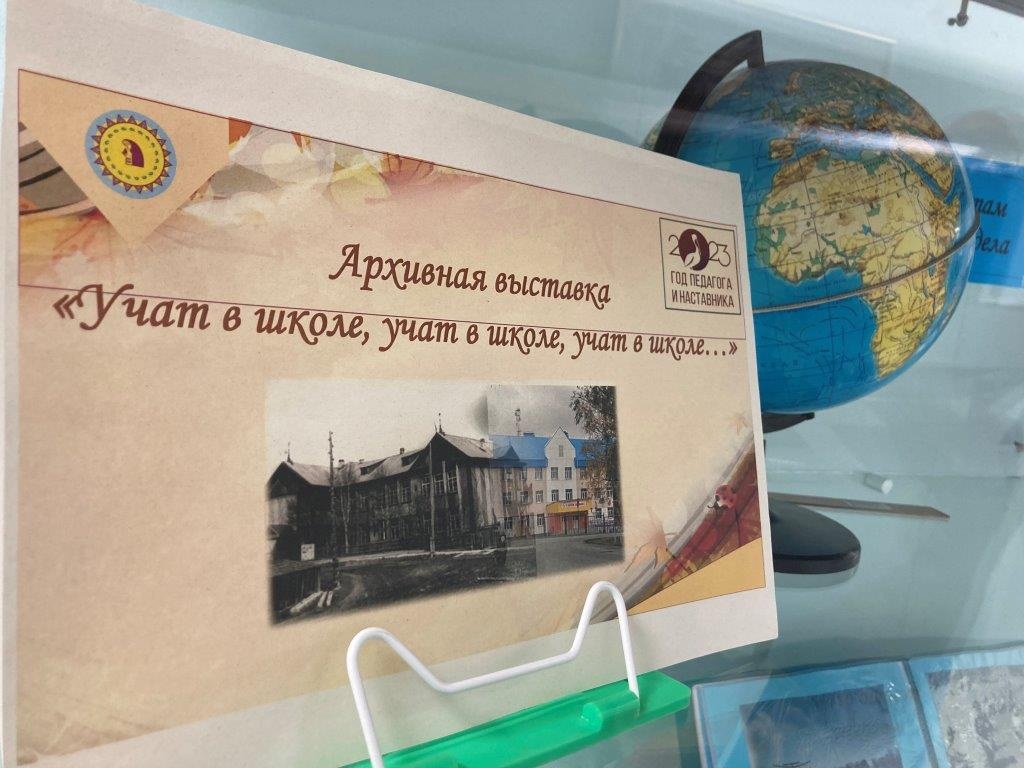 Архивная выставка
«Учат в школе, учат в школе, учат в школе...»
2023
ГОД ПЕДАГОГА
И НАСТАВНИКА